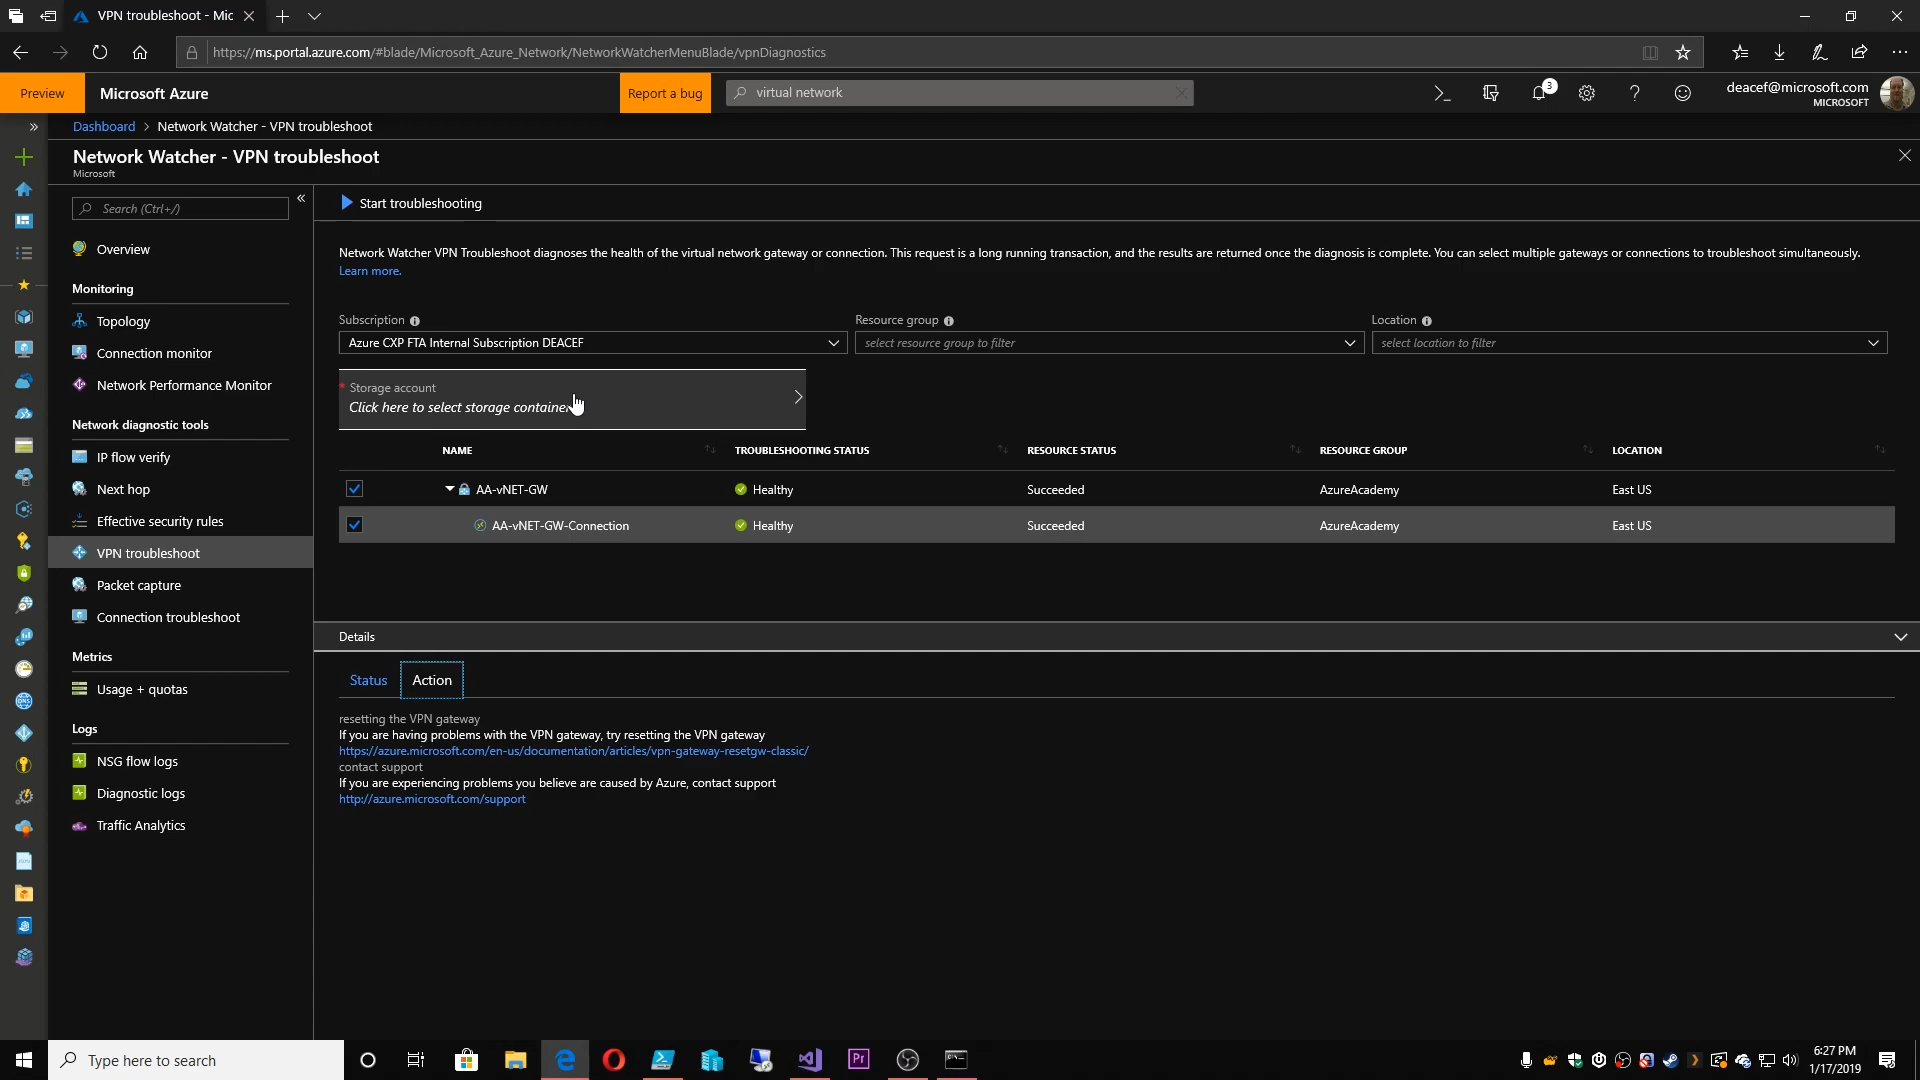 VPN troubleshoot - Mic
https://ms.portal.azure.com/#blade/Microsoft_Azure_Network/NetworkWatcherMenuBlade/vpnDiagnostics
Preview
Microsoft Azure
Report a bug
virtual network
3
deacef@microsoft.com
MICROSOFT
Dashboard > Network Watcher - VPN troubleshoot
Network Watcher - VPN troubleshoot
Microsoft
Search (Ctrl+/)
Overview
Monitoring
Topology
Connection monitor
Network Performance Monitor
Network diagnostic tools
IP flow verify
Next hop
Effective security rules
VPN troubleshoot
Packet capture
Connection troubleshoot
Metrics
Usage + quotas
Logs
NSG flow logs
Diagnostic logs
Traffic Analytics
Start troubleshooting
Network Watcher VPN Troubleshoot diagnoses the health of the virtual network gateway or connection. This request is a long running transaction, and the results are returned once the diagnosis is complete. You can select multiple gateways or connections to troubleshoot simultaneously.
Learn more.
Subscription
Azure CXP FTA Internal Subscription DEACEF
Resource group
select resource group to filter
Location
select location to filter
* Storage account
Click here to select storage container
NAME TROUBLESHOOTING STATUS RESOURCE STATUS RESOURCE GROUP LOCATION
AA-vNET-GW Healthy Succeeded AzureAcademy East US
AA-vNET-GW-Connection Healthy Succeeded AzureAcademy East US
Details
Status Action
resetting the VPN gateway
If you are having problems with the VPN gateway, try resetting the VPN gateway
https://azure.microsoft.com/en-us/documentation/articles/vpn-gateway-resetgw-classic/
contact support
If you are experiencing problems you believe are caused by Azure, contact support
http://azure.microsoft.com/support
Type here to search
Pr
6:27 PM
1/17/2019